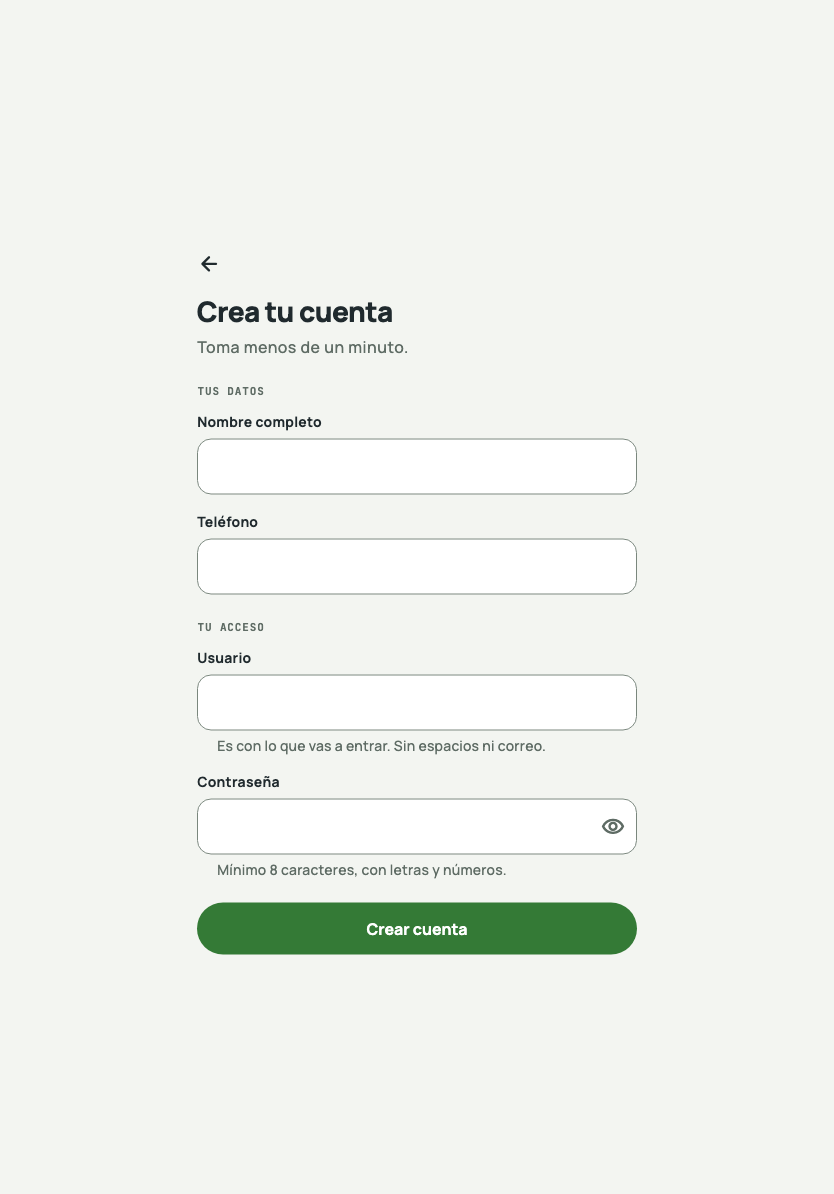 Crea tu cuenta
Toma menos de un minuto.
TUS DATOS
Nombre completo
Teléfono
TU ACCESO
Usuario
Es con lo que vas a entrar. Sin espacios ni correo.
Contraseña
Mínimo 8 caracteres, con letras y números.
Crear cuenta